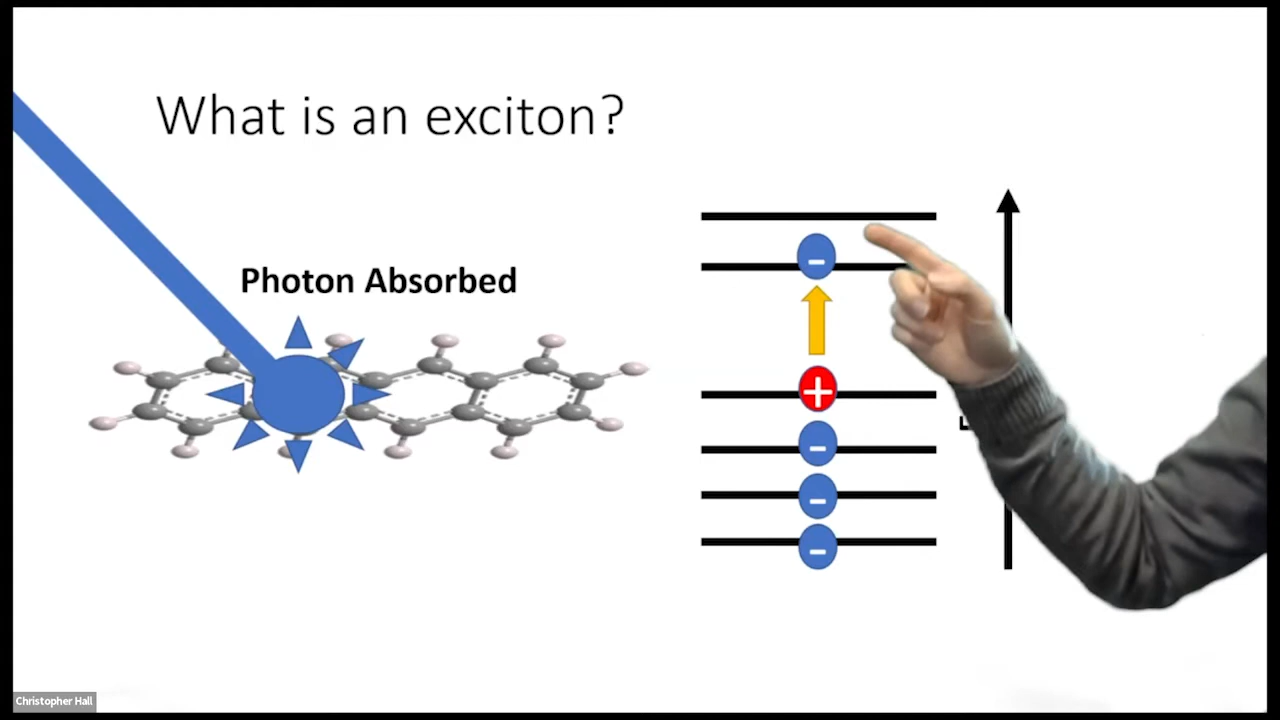 What is an exciton?
Photon Absorbed
−
+
−
−
−
Christopher Hall